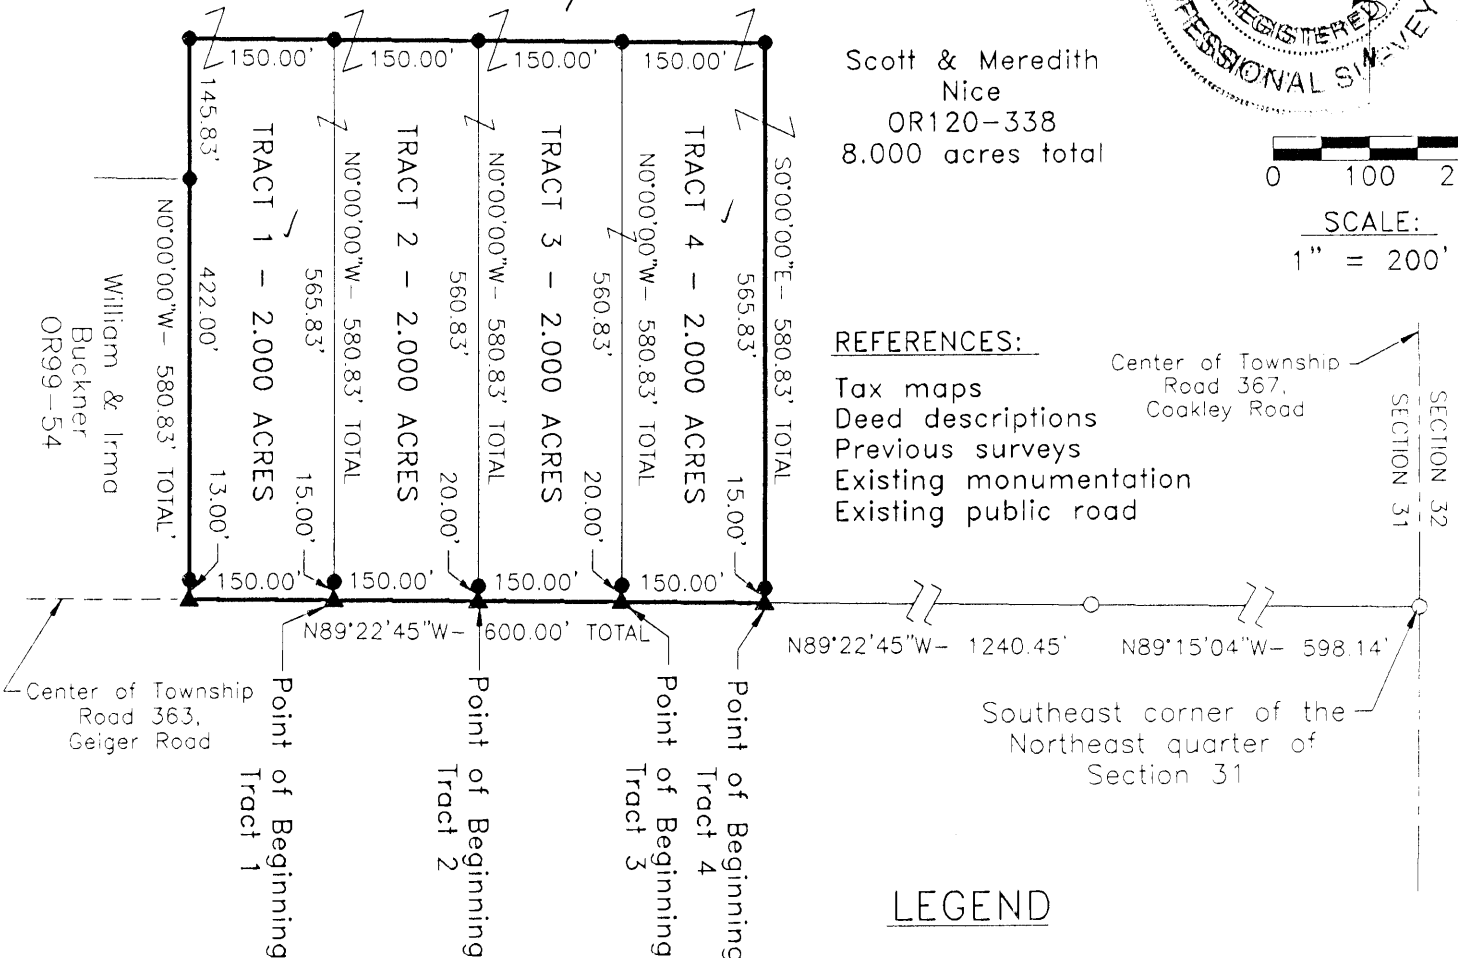 150.00'
150.00'
150.00'
150.00'
145.83'
TRACT 1 - 2.000 ACRES
N0°00'00"W- 580.83' TOTAL
422.00'
13.00'
565.83'
15.00'
N0°00'00"W- 580.83' TOTAL
TRACT 2 - 2.000 ACRES
560.83'
20.00'
N0°00'00"W- 580.83' TOTAL
TRACT 3 - 2.000 ACRES
560.83'
20.00'
N0°00'00"W- 580.83' TOTAL
TRACT 4 - 2.000 ACRES
565.83'
15.00'
S0°00'00"E- 580.83' TOTAL
William & Irma
Buckner
OR99-54
150.00'
150.00'
150.00'
150.00'
N89°22'45"W- 600.00' TOTAL
Center of Township
Road 363,
Geiger Road
Point of Beginning
Tract 1
Point of Beginning
Tract 2
Point of Beginning
Tract 3
Point of Beginning
Tract 4
Scott & Meredith
Nice
OR120-338
8.000 acres total
REGISTERED
SCALE:
1" = 200'
0 100
REFERENCES:
Tax maps
Deed descriptions
Previous surveys
Existing monumentation
Existing public road
Center of Township
Road 367,
Coakley Road
SECTION 32
SECTION 31
N89°22'45"W- 1240.45'
N89°15'04"W- 598.14'
Southeast corner of the
Northeast quarter of
Section 31
LEGEND